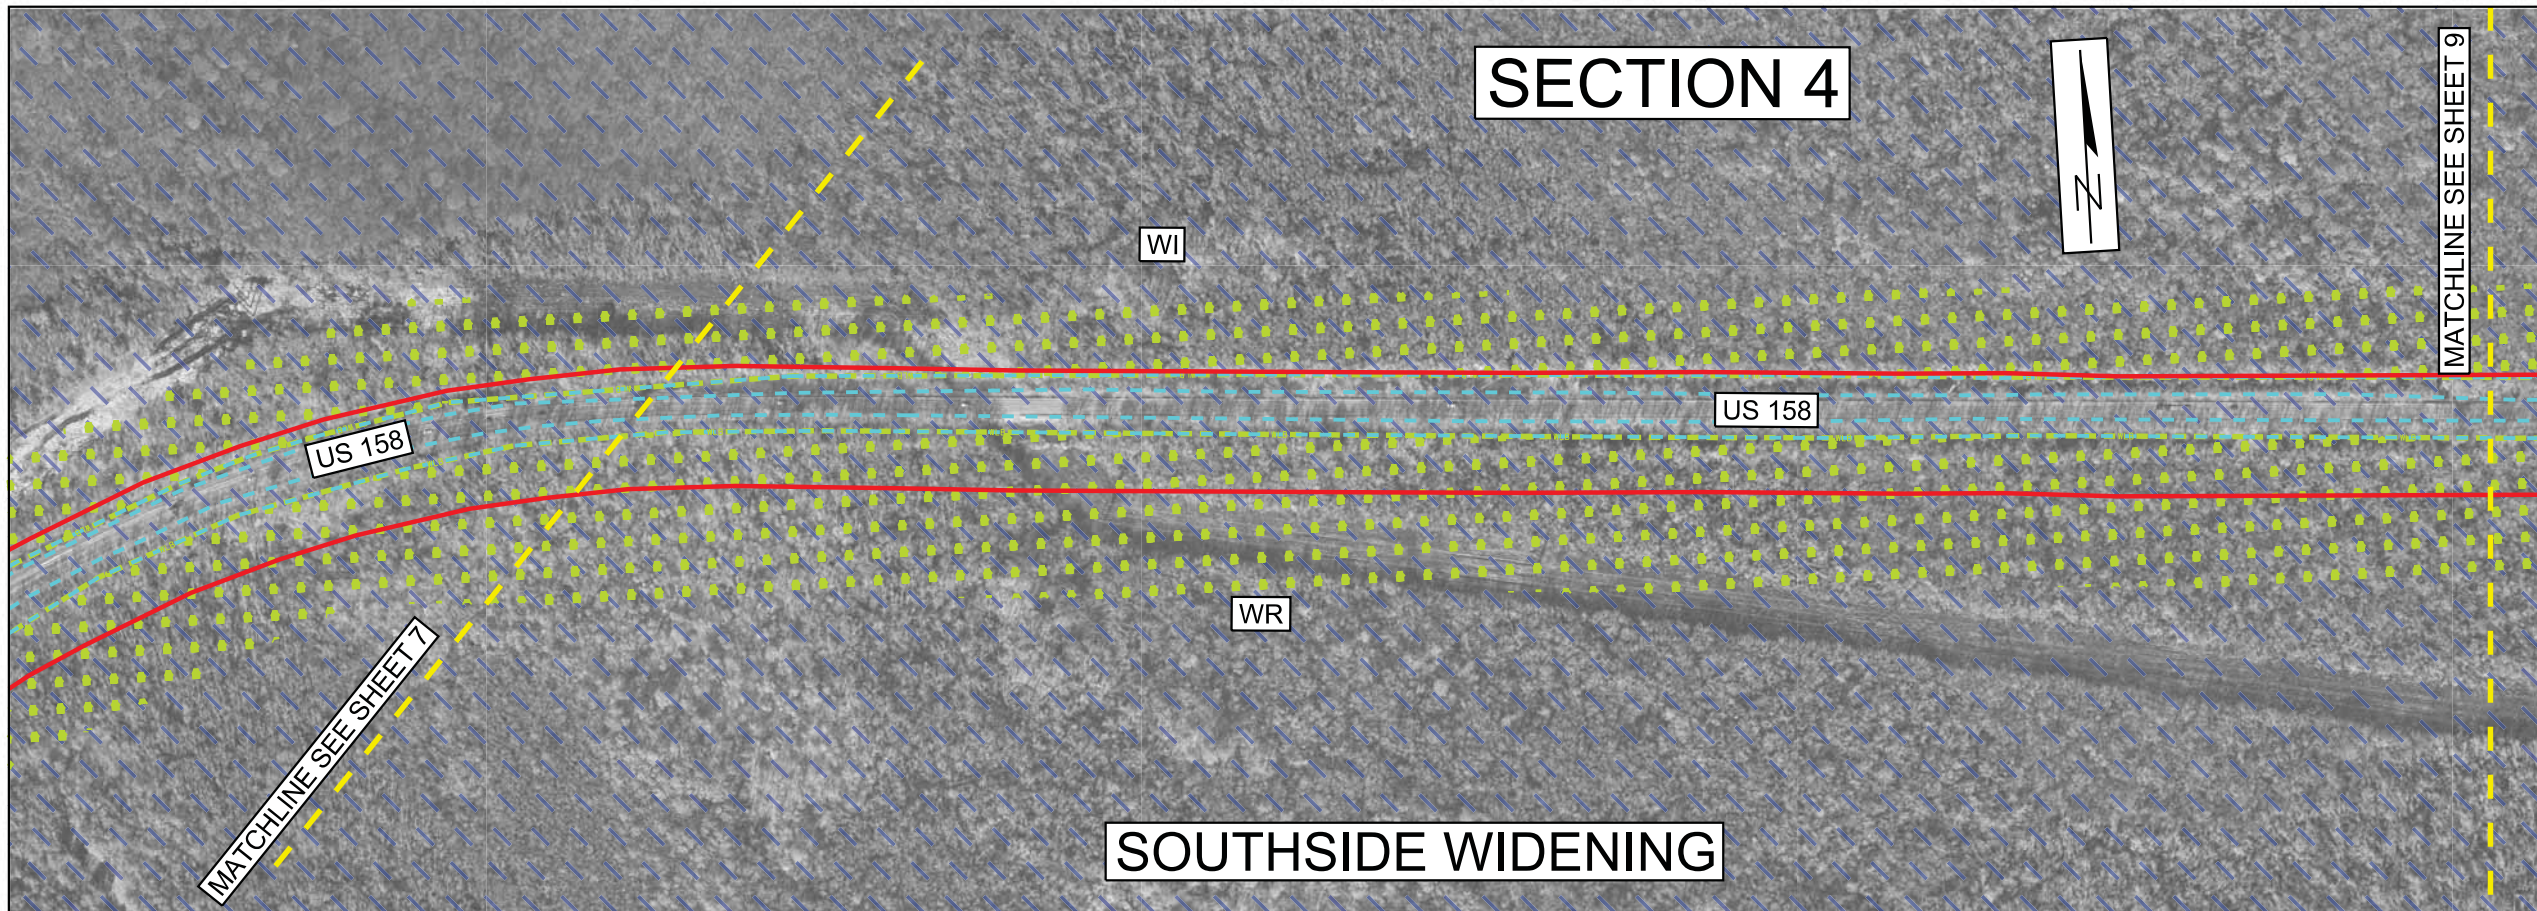 SECTION 4
MATCHLINE SEE SHEET 9
N
WI
US 158
US 158
WR
MATCHLINE SEE SHEET 7
SOUTHSIDE WIDENING